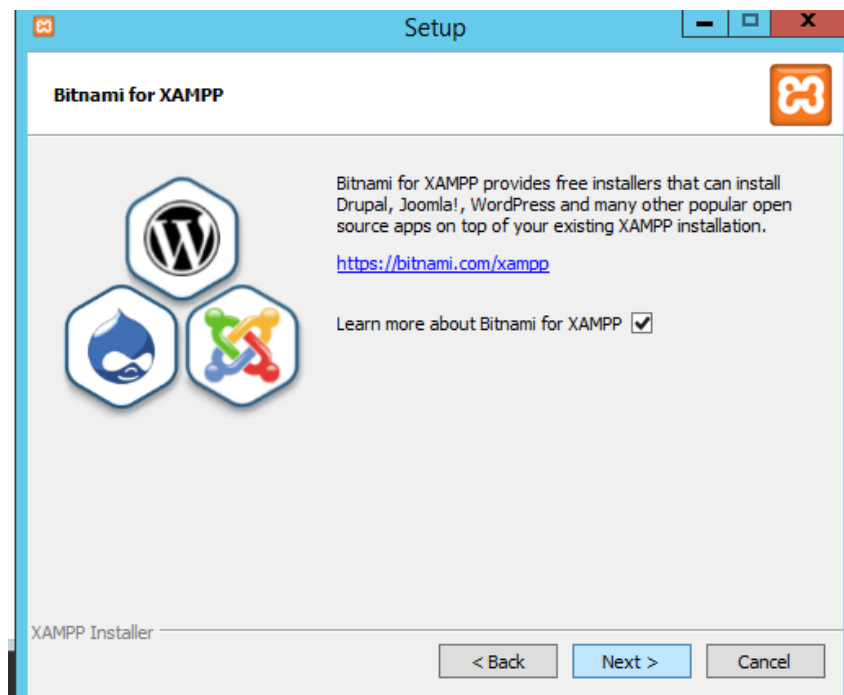 Setup
Bitnami for XAMPP
Bitnami for XAMPP provides free installers that can install
Drupal, Joomla!, WordPress and many other popular open
source apps on top of your existing XAMPP installation.
https://bitnami.com/xampp
Learn more about Bitnami for XAMPP
XAMPP Installer
< Back Next > Cancel